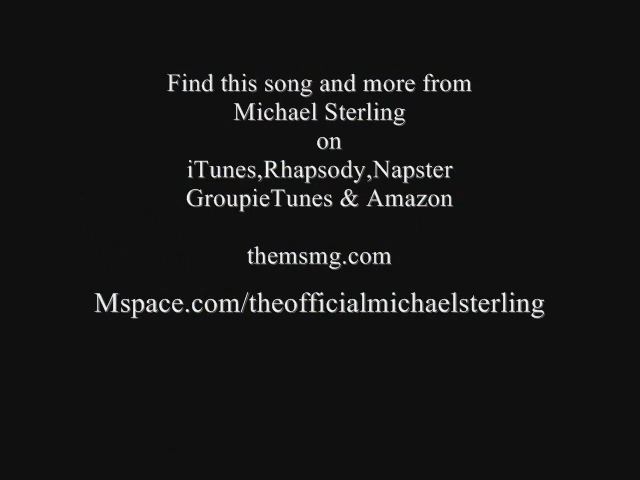 Find this song and more from
Michael Sterling
on
iTunes,Rhapsody,Napster
GroupieTunes & Amazon
themsmg.com
Mspace.com/theofficialmichaelsterling